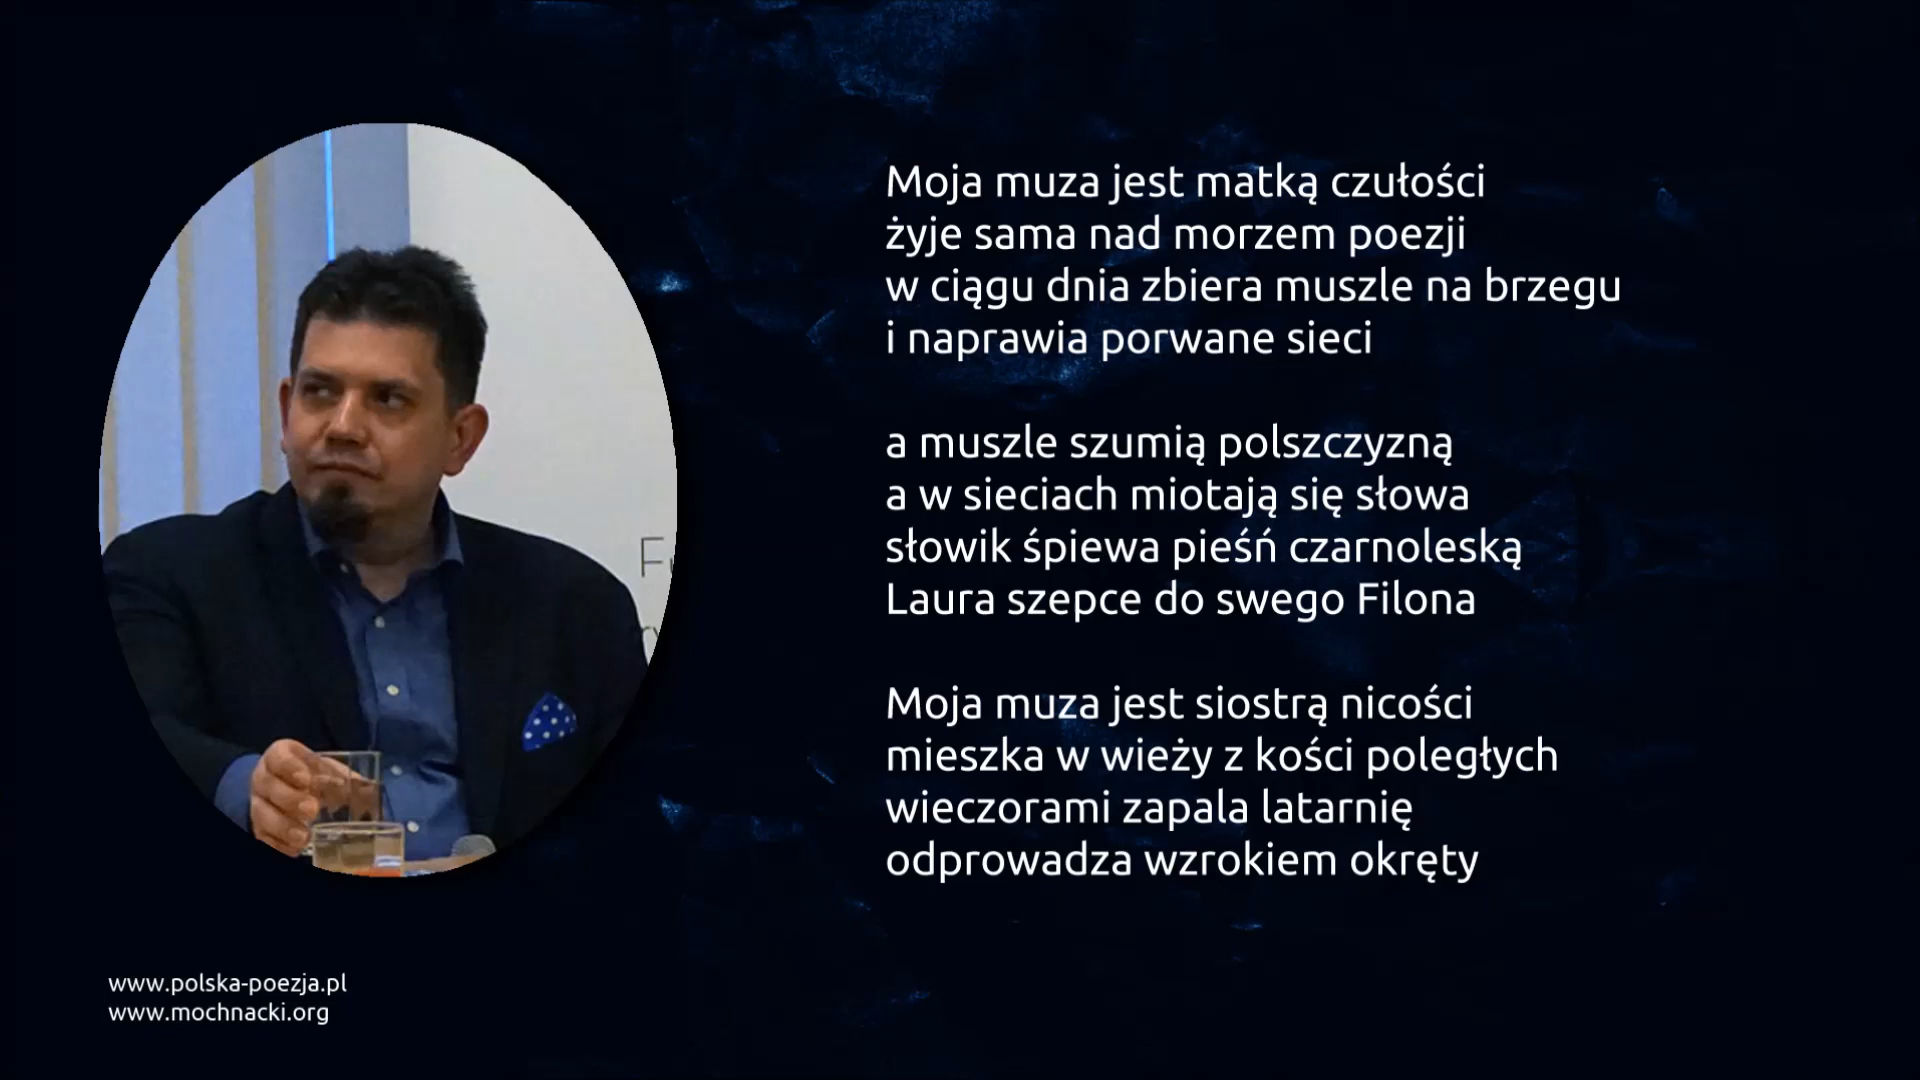 Moja muza jest matką czułości
żyje sama nad morzem poezji
w ciągu dnia zbiera muszle na brzegu
i naprawia porwane sieci
a muszle szumią polszczyzną
a w sieciach miotają się słowa
słowik śpiewa pieśń czarnoleską
Laura szepce do swego Filona
Moja muza jest siostrą nicości
mieszka w wieży z kości poległych
wieczorami zapala latarnię
odprowadza wzrokiem okręty
www.polska-poezja.pl
www.mochnacki.org